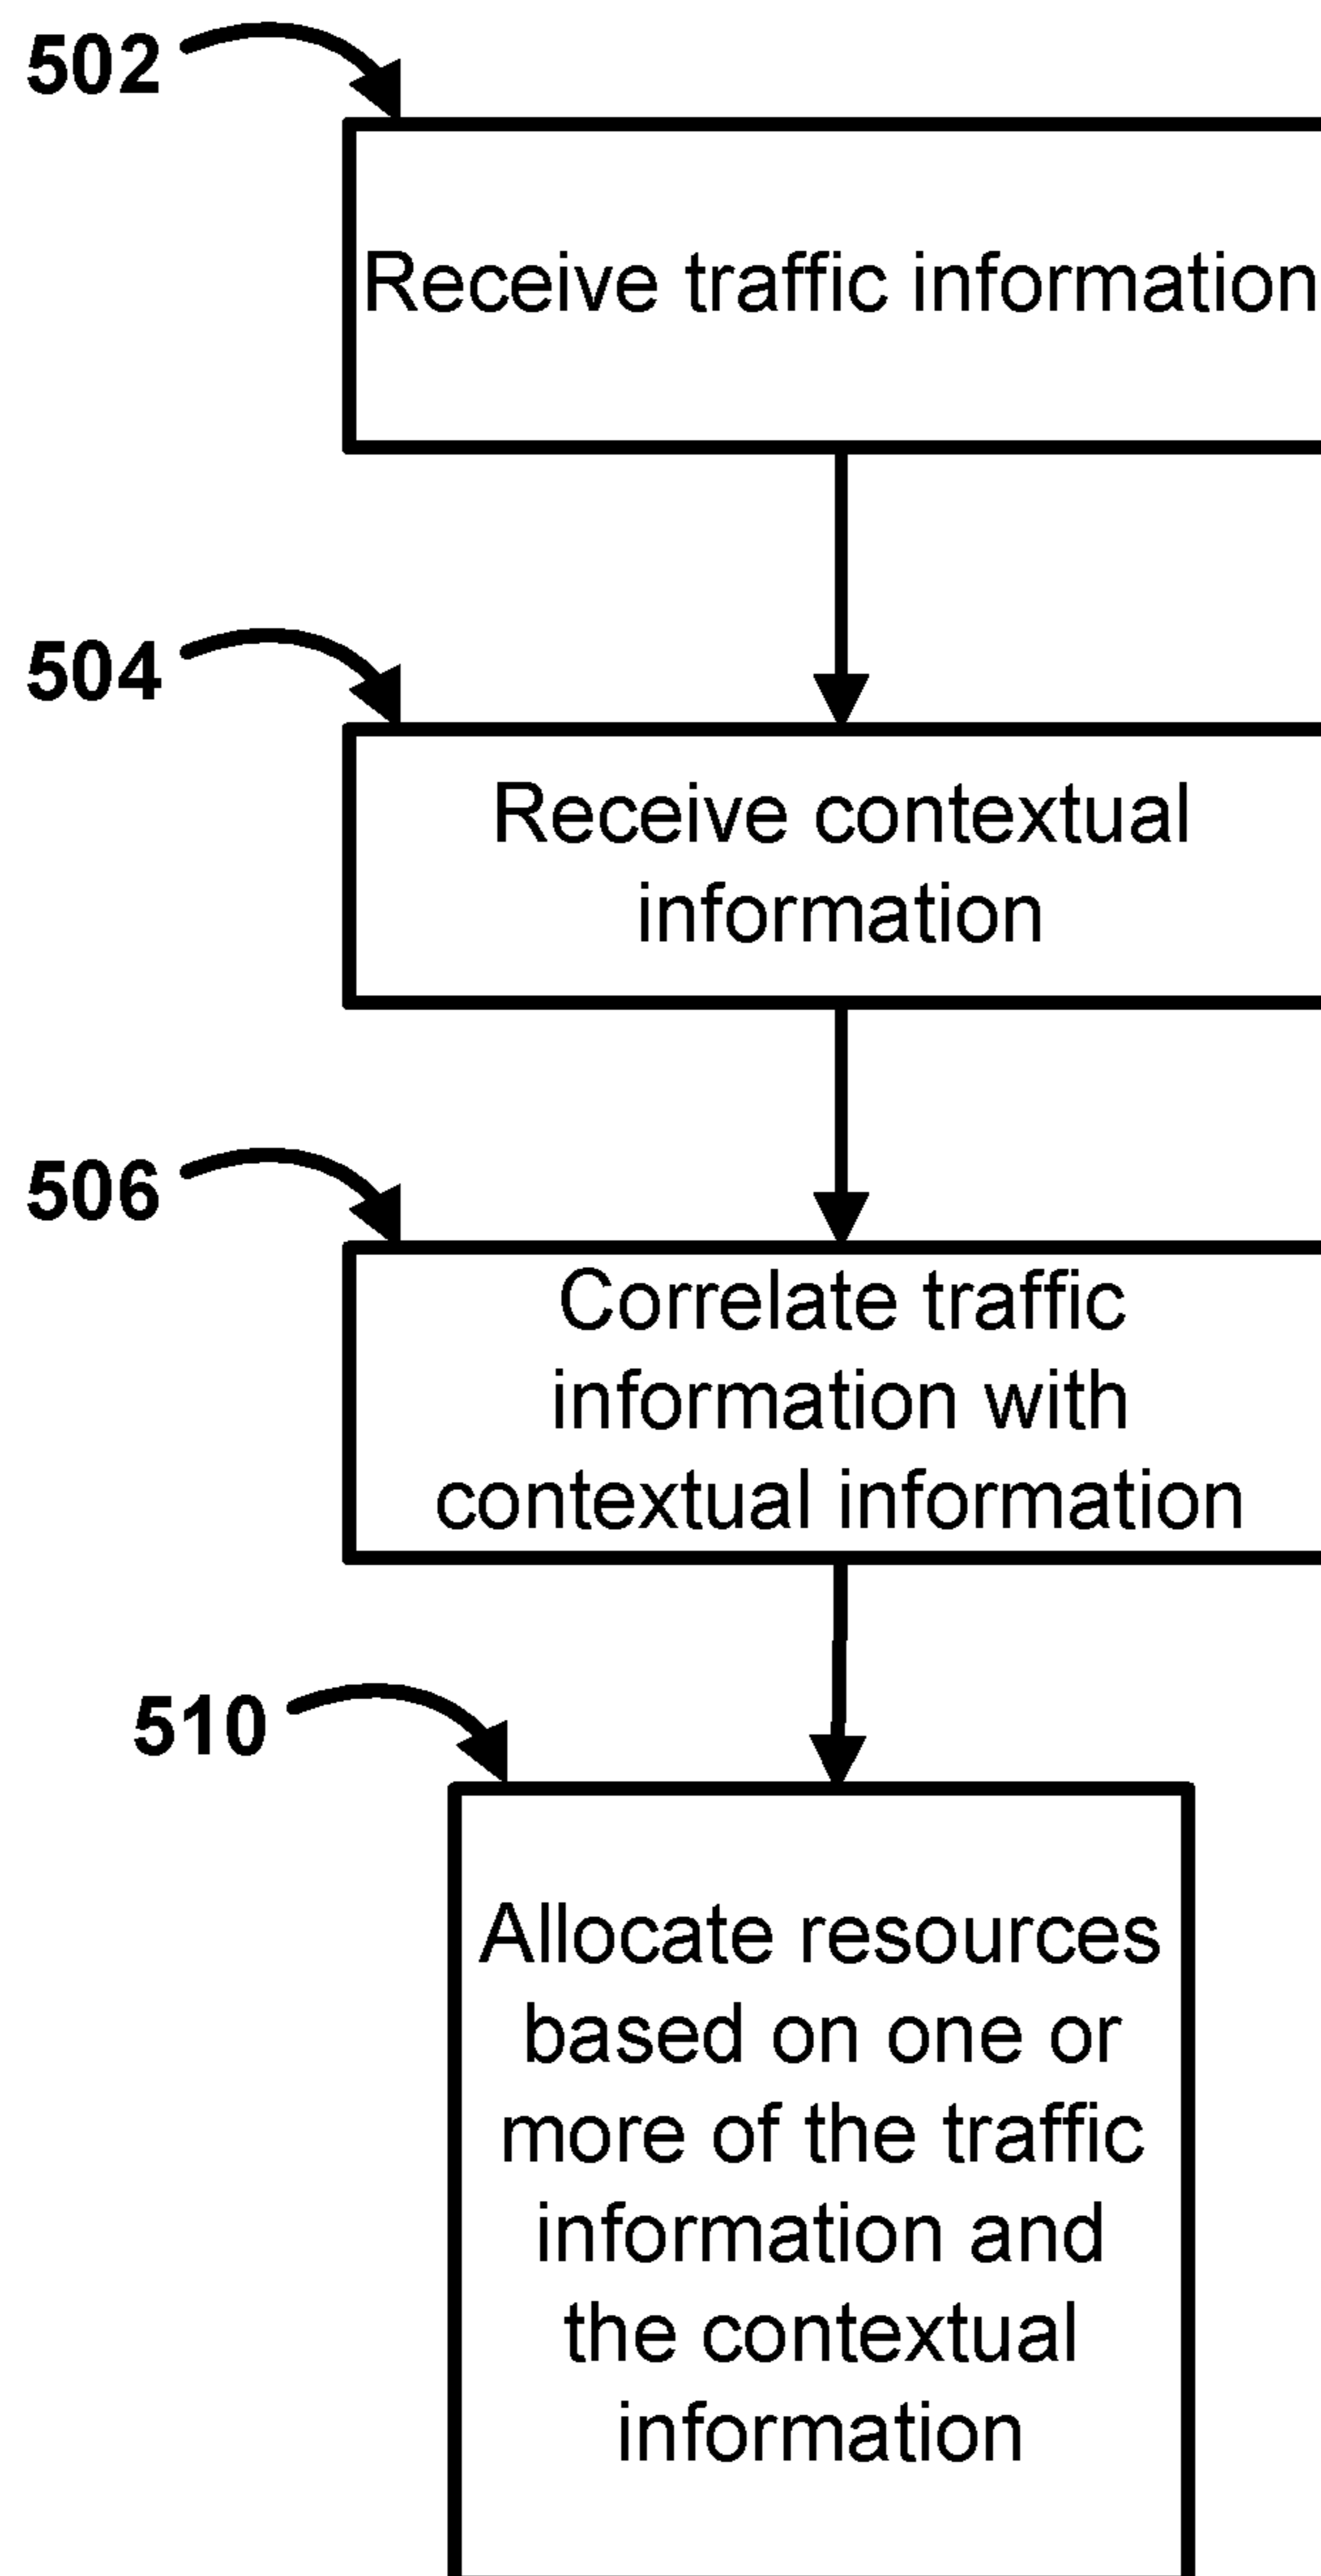 502
Receive traffic information
504
Receive contextual
information
506
Correlate traffic
information with
contextual information
510
Allocate resources
based on one or
more of the traffic
information and
the contextual
information